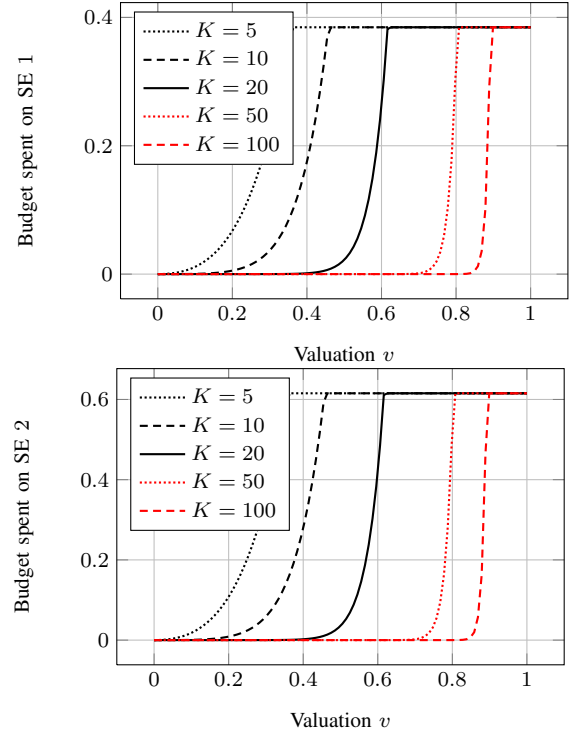 Budget spent on SE 1
0.4
0.2
0
K = 5
K = 10
K = 20
K = 50
K = 100
0 0.2 0.4 0.6 0.8 1
Valuation v
Budget spent on SE 2
0.6
0.4
0.2
0
K = 5
K = 10
K = 20
K = 50
K = 100
0 0.2 0.4 0.6 0.8 1
Valuation v